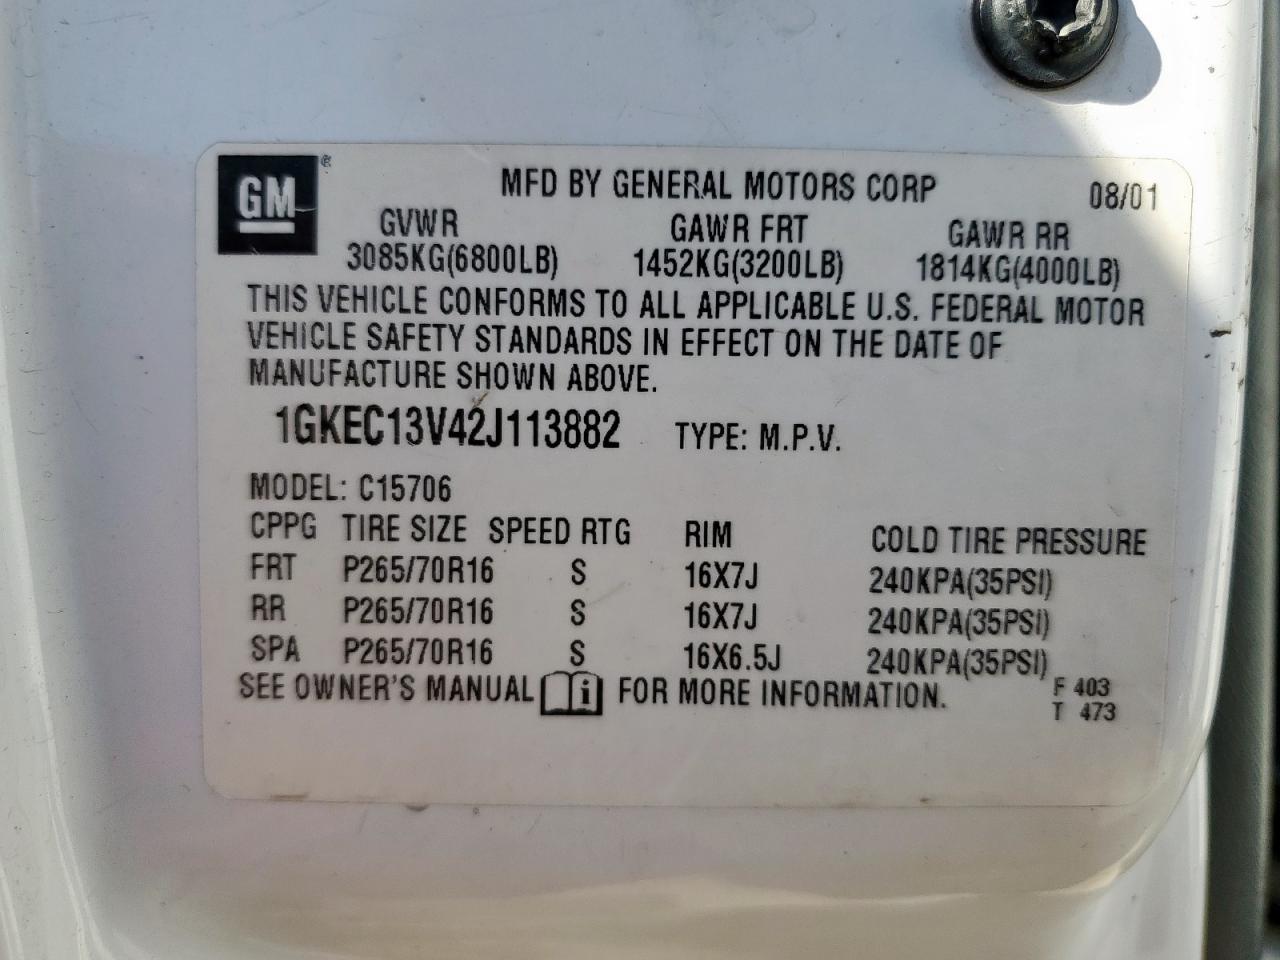 GM ® MFD BY GENERAL MOTORS CORP 08/01
GVWR GAWR FRT GAWR RR
3085KG(6800LB) 1452KG(3200LB) 1814KG(4000LB)
THIS VEHICLE CONFORMS TO ALL APPLICABLE U.S. FEDERAL MOTOR
VEHICLE SAFETY STANDARDS IN EFFECT ON THE DATE OF
MANUFACTURE SHOWN ABOVE.
1GKEC13V42J113882 TYPE: M.P.V.
MODEL: C15706
CPPG TIRE SIZE SPEED RTG RIM COLD TIRE PRESSURE
FRT P265/70R16 S 16X7J 240KPA(35PSI)
RR P265/70R16 S 16X7J 240KPA(35PSI)
SPA P265/70R16 S 16X6.5J 240KPA(35PSI)
SEE OWNER'S MANUAL i FOR MORE INFORMATION. F 403
T 473